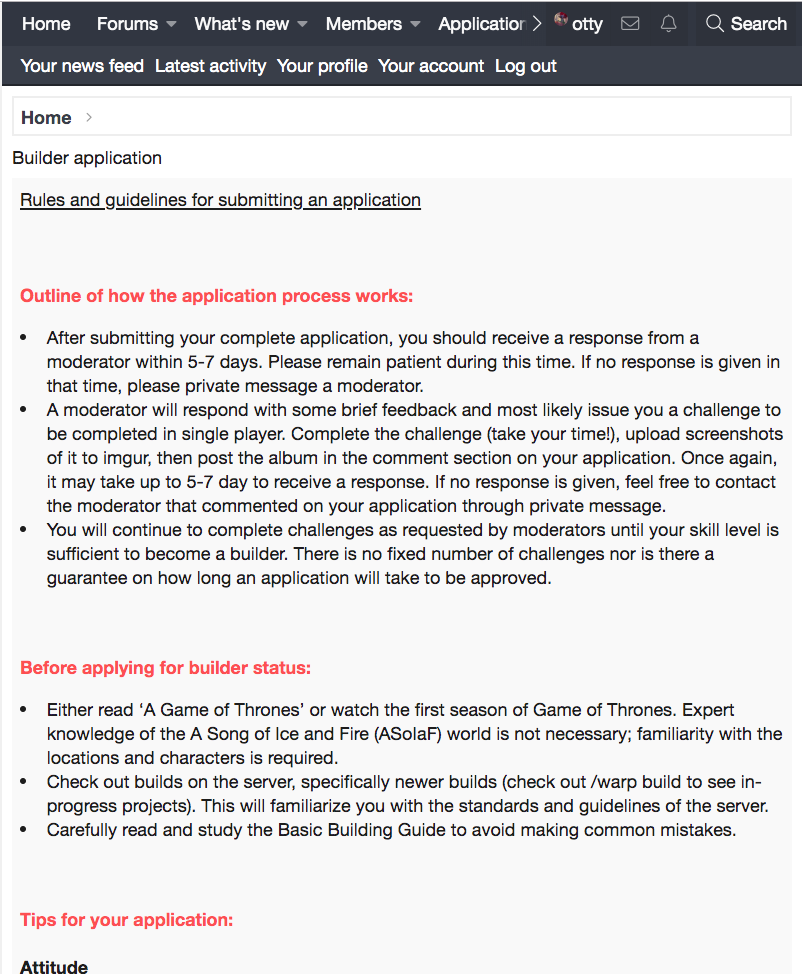 Home Forums What's new Members Application otty Search
Your news feed Latest activity Your profile Your account Log out
Home
Builder application
Rules and guidelines for submitting an application
Outline of how the application process works:
• After submitting your complete application, you should receive a response from a
moderator within 5-7 days. Please remain patient during this time. If no response is given in
that time, please private message a moderator.
• A moderator will respond with some brief feedback and most likely issue you a challenge to
be completed in single player. Complete the challenge (take your time!), upload screenshots
of it to imgur, then post the album in the comment section on your application. Once again,
it may take up to 5-7 day to receive a response. If no response is given, feel free to contact
the moderator that commented on your application through private message.
• You will continue to complete challenges as requested by moderators until your skill level is
sufficient to become a builder. There is no fixed number of challenges nor is there a
guarantee on how long an application will take to be approved.
Before applying for builder status:
• Either read ‘A Game of Thrones’ or watch the first season of Game of Thrones. Expert
knowledge of the A Song of Ice and Fire (ASoIaF) world is not necessary; familiarity with the
locations and characters is required.
• Check out builds on the server, specifically newer builds (check out /warp build to see in-
progress projects). This will familiarize you with the standards and guidelines of the server.
• Carefully read and study the Basic Building Guide to avoid making common mistakes.
Tips for your application:
Attitude